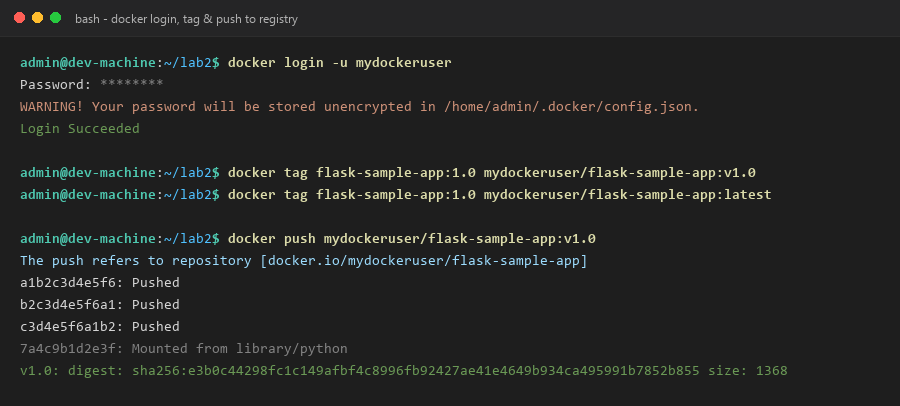 bash - docker login, tag & push to registry
admin@dev-machine:~/lab2$ docker login -u mydockeruser
Password: ********
WARNING! Your password will be stored unencrypted in /home/admin/.docker/config.json.
Login Succeeded
admin@dev-machine:~/lab2$ docker tag flask-sample-app:1.0 mydockeruser/flask-sample-app:v1.0
admin@dev-machine:~/lab2$ docker tag flask-sample-app:1.0 mydockeruser/flask-sample-app:latest
admin@dev-machine:~/lab2$ docker push mydockeruser/flask-sample-app:v1.0
The push refers to repository [docker.io/mydockeruser/flask-sample-app]
a1b2c3d4e5f6: Pushed
b2c3d4e5f6a1: Pushed
c3d4e5f6a1b2: Pushed
7a4c9b1d2e3f: Mounted from library/python
v1.0: digest: sha256:e3b0c44298fc1c149afbf4c8996fb92427ae41e4649b934ca495991b7852b855 size: 1368